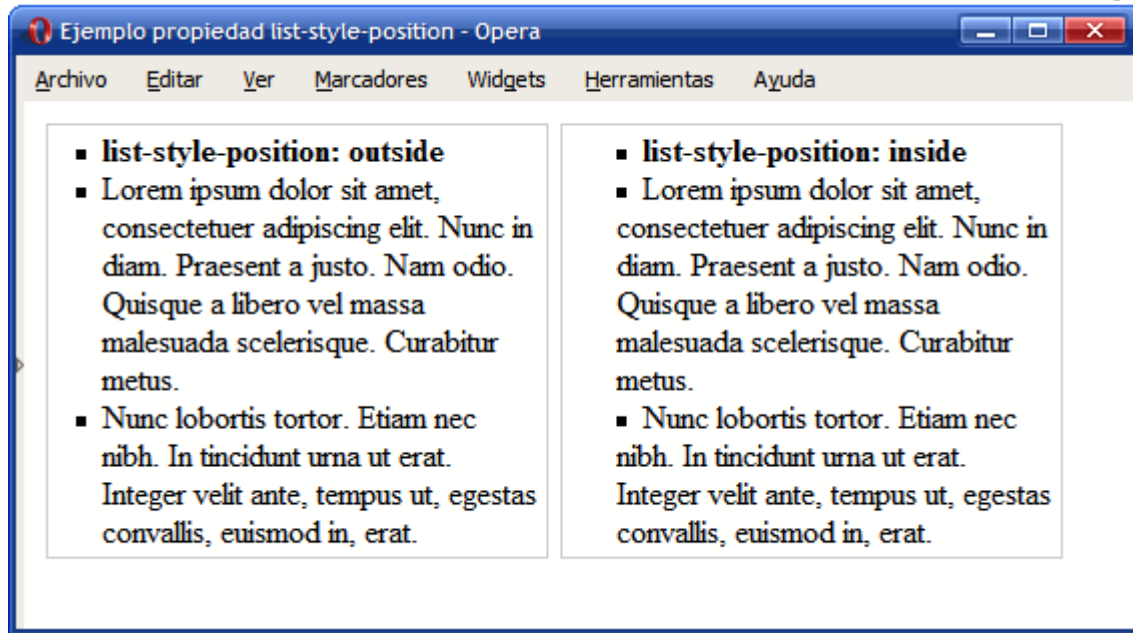 Ejemplo propiedad list-style-position - Opera
Archivo Editar Ver Marcadores Widgets Herramientas Ayuda
list-style-position: outside
Lorem ipsum dolor sit amet,
consectetuer adipiscing elit. Nunc in
diam. Praesent a justo. Nam odio.
Quisque a libero vel massa
malesuada scelerisque. Curabitur
metus.
Nunc lobortis tortor. Etiam nec
nibh. In tincidunt urna ut erat.
Integer velit ante, tempus ut, egestas
convallis, euismod in, erat.
list-style-position: inside
Lorem ipsum dolor sit amet,
consectetuer adipiscing elit. Nunc in
diam. Praesent a justo. Nam odio.
Quisque a libero vel massa
malesuada scelerisque. Curabitur
metus.
Nunc lobortis tortor. Etiam nec
nibh. In tincidunt urna ut erat.
Integer velit ante, tempus ut, egestas
convallis, euismod in, erat.